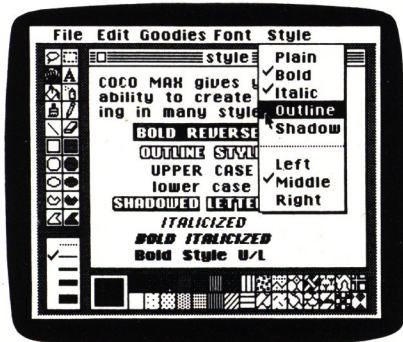 File Edit Goodies Font Style
style
Plain
✓Bold
✓Italic
Outline
Shadow
Left
✓Middle
Right
A
COCO MAX gives
ability to create
ing in many style
BOLD REVERSE
OUTLINE STYL
UPPER CASE
lower case
SHADOWED LETTE
ITALICIZED
BOLD ITALICIZED
Bold Style U/L